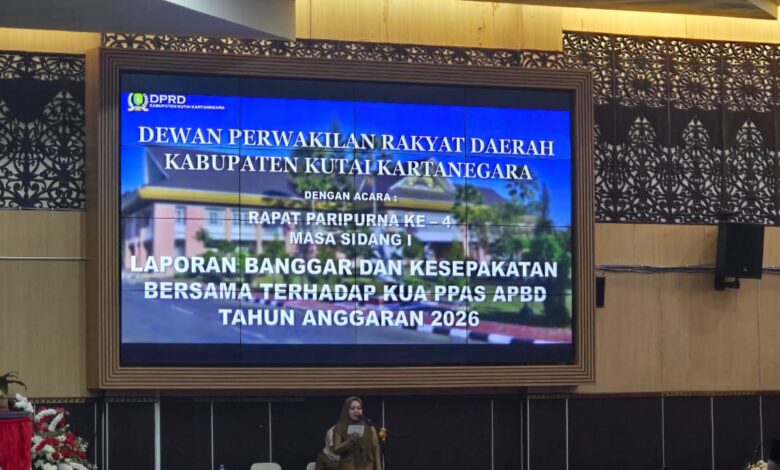 DPRD
KABUPATEN KUTAI KARTANEGARA
DEWAN PERWAKILAN RAKYAT DAERAH
KABUPATEN KUTAI KARTANEGARA
DENGAN ACARA :
RAPAT PARIPURNA KE – 4
MASA SIDANG I
LAPORAN BANGGAR DAN KESEPAKATAN
BERSAMA TERHADAP KUA PPAS APBD
TAHUN ANGGARAN 2026